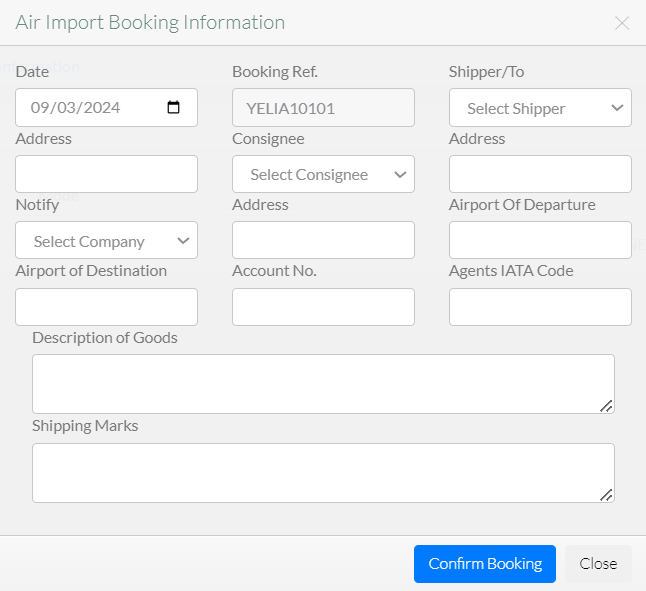 Air Import Booking Information
Date Booking Ref. Shipper/To
09/03/2024 YELIA10101 Select Shipper
Address Consignee Address
Select Consignee
Notify Address Airport Of Departure
Select Company
Airport of Destination Account No. Agents IATA Code
Description of Goods
Shipping Marks
Confirm Booking Close